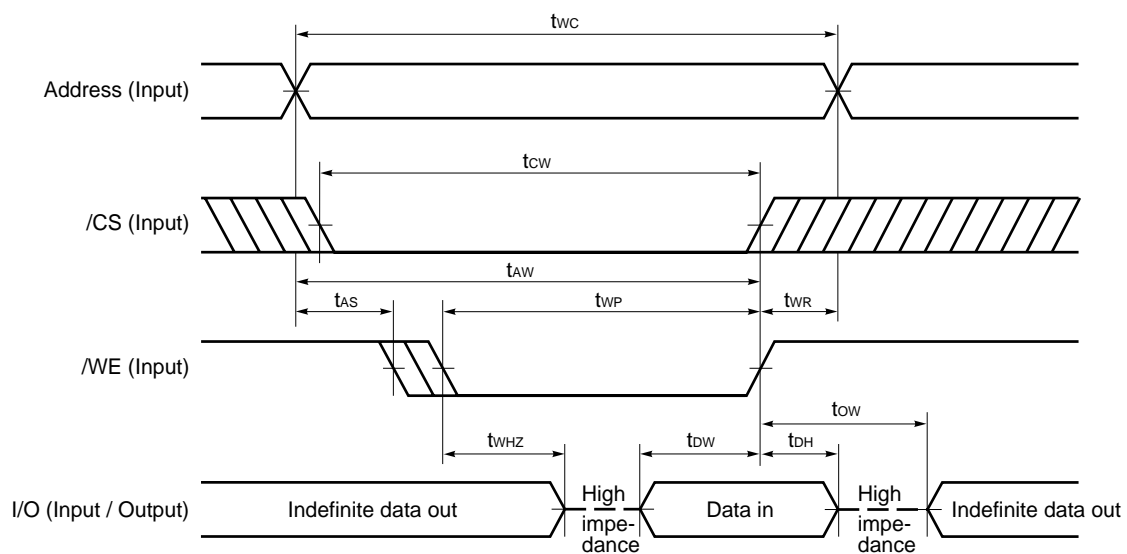 tWC
Address (Input)
tCW
/CS (Input)
tAW
tAS
tWP
tWR
/WE (Input)
tOW
tWHZ
tDW
tDH
I/O (Input / Output)
Indefinite data out
High
impe-
dance
Data in
High
impe-
dance
Indefinite data out